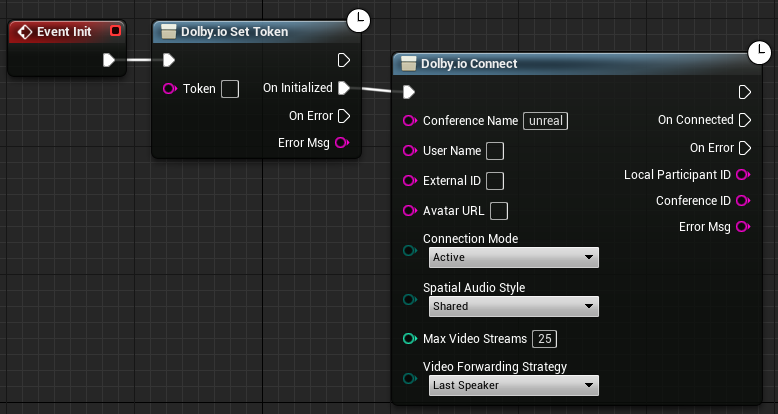 Event Init
Dolby.io Set Token
Token
On Initialized
On Error
Error Msg
Dolby.io Connect
Conference Name unreal
On Connected
User Name
On Error
External ID
Local Participant ID
Avatar URL
Conference ID
Error Msg
Connection Mode
Active
Spatial Audio Style
Shared
Max Video Streams 25
Video Forwarding Strategy
Last Speaker